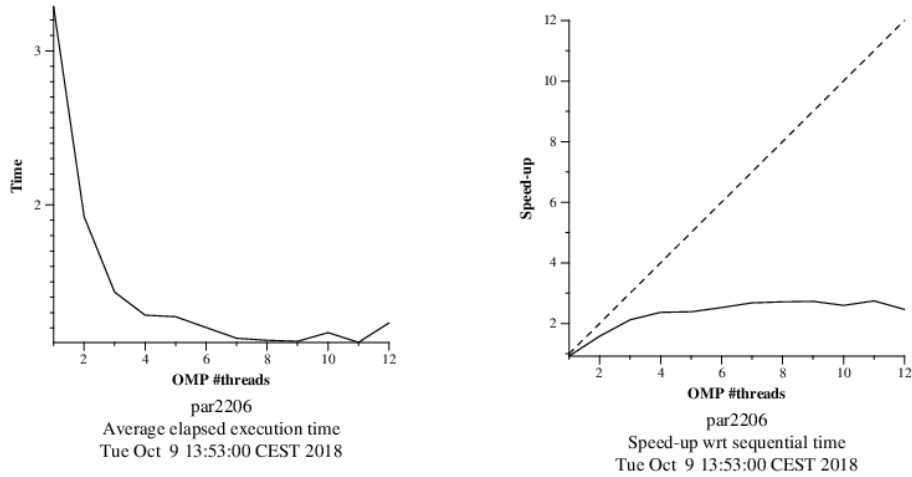 3
2
Time
2
4
6
8
10
12
OMP #threads
par2206
Average elapsed execution time
Tue Oct  9 13:53:00 CEST 2018
12
10
8
6
4
2
Speed-up
2
4
6
8
10
12
OMP #threads
par2206
Speed-up wrt sequential time
Tue Oct  9 13:53:00 CEST 2018